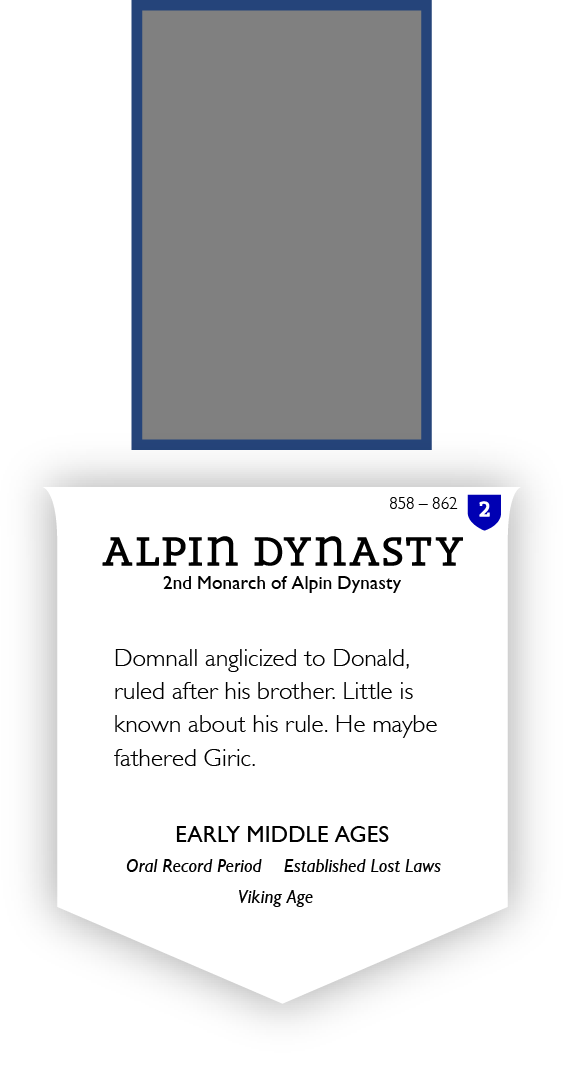 858 – 862
2
ALPIN DYNASTY
2nd Monarch of Alpin Dynasty
Domnall anglicized to Donald,
ruled after his brother. Little is
known about his rule. He maybe
fathered Giric.
EARLY MIDDLE AGES
Oral Record Period Established Lost Laws
Viking Age